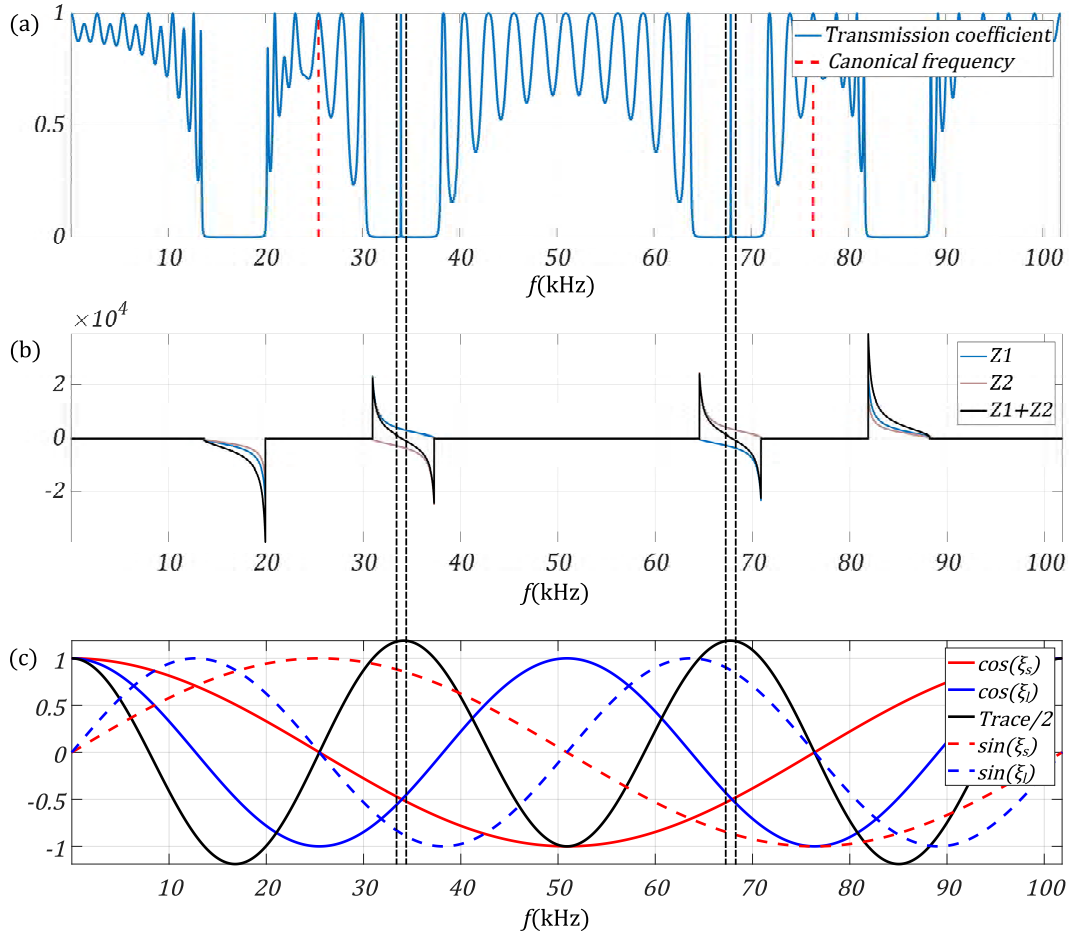 (a)
1
0.5
0
Transmission coefficient
Canonical frequency
10 20 30 40 50 60 70 80 90 100
f(kHz)
×10⁴
(b)
2
0
-2
Z1
Z2
Z1+Z2
10 20 30 40 50 60 70 80 90 100
f(kHz)
(c)
1
0.5
0
-0.5
-1
cos(ξₛ)
cos(ξₗ)
Trace/2
sin(ξₛ)
sin(ξₗ)
10 20 30 40 50 60 70 80 90 100
f(kHz)